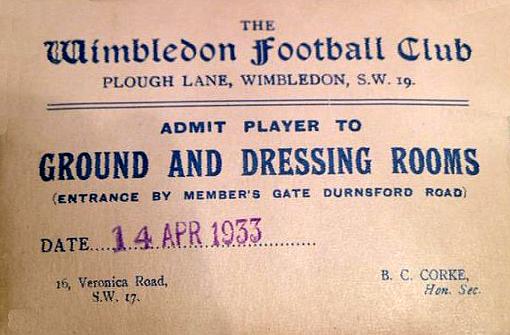 THE
Wimbledon Football Club
PLOUGH LANE, WIMBLEDON, S.W. 19.
ADMIT PLAYER TO
GROUND AND DRESSING ROOMS
(ENTRANCE BY MEMBER'S GATE DURNSFORD ROAD)
DATE.....14 APR 1933..........
16, Veronica Road,
S.W. 17.
B. C. CORKE,
Hon. Sec.